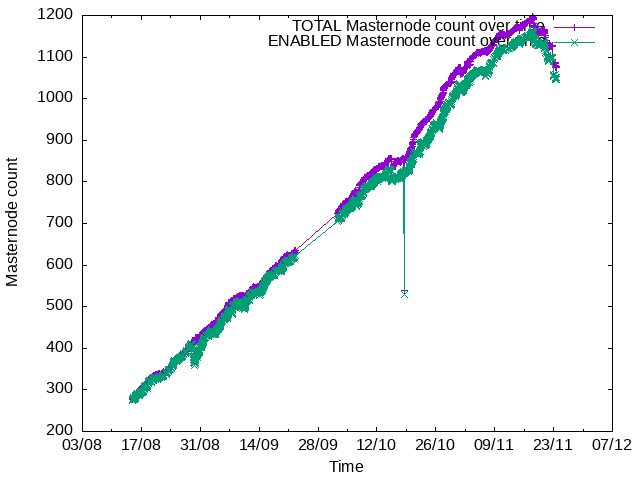 TOTAL Masternode count over time
ENABLED Masternode count over time
1200
1100
1000
900
800
700
600
500
400
300
200
Masternode count
03/08 17/08 31/08 14/09 28/09 12/10 26/10 09/11 23/11 07/12
Time